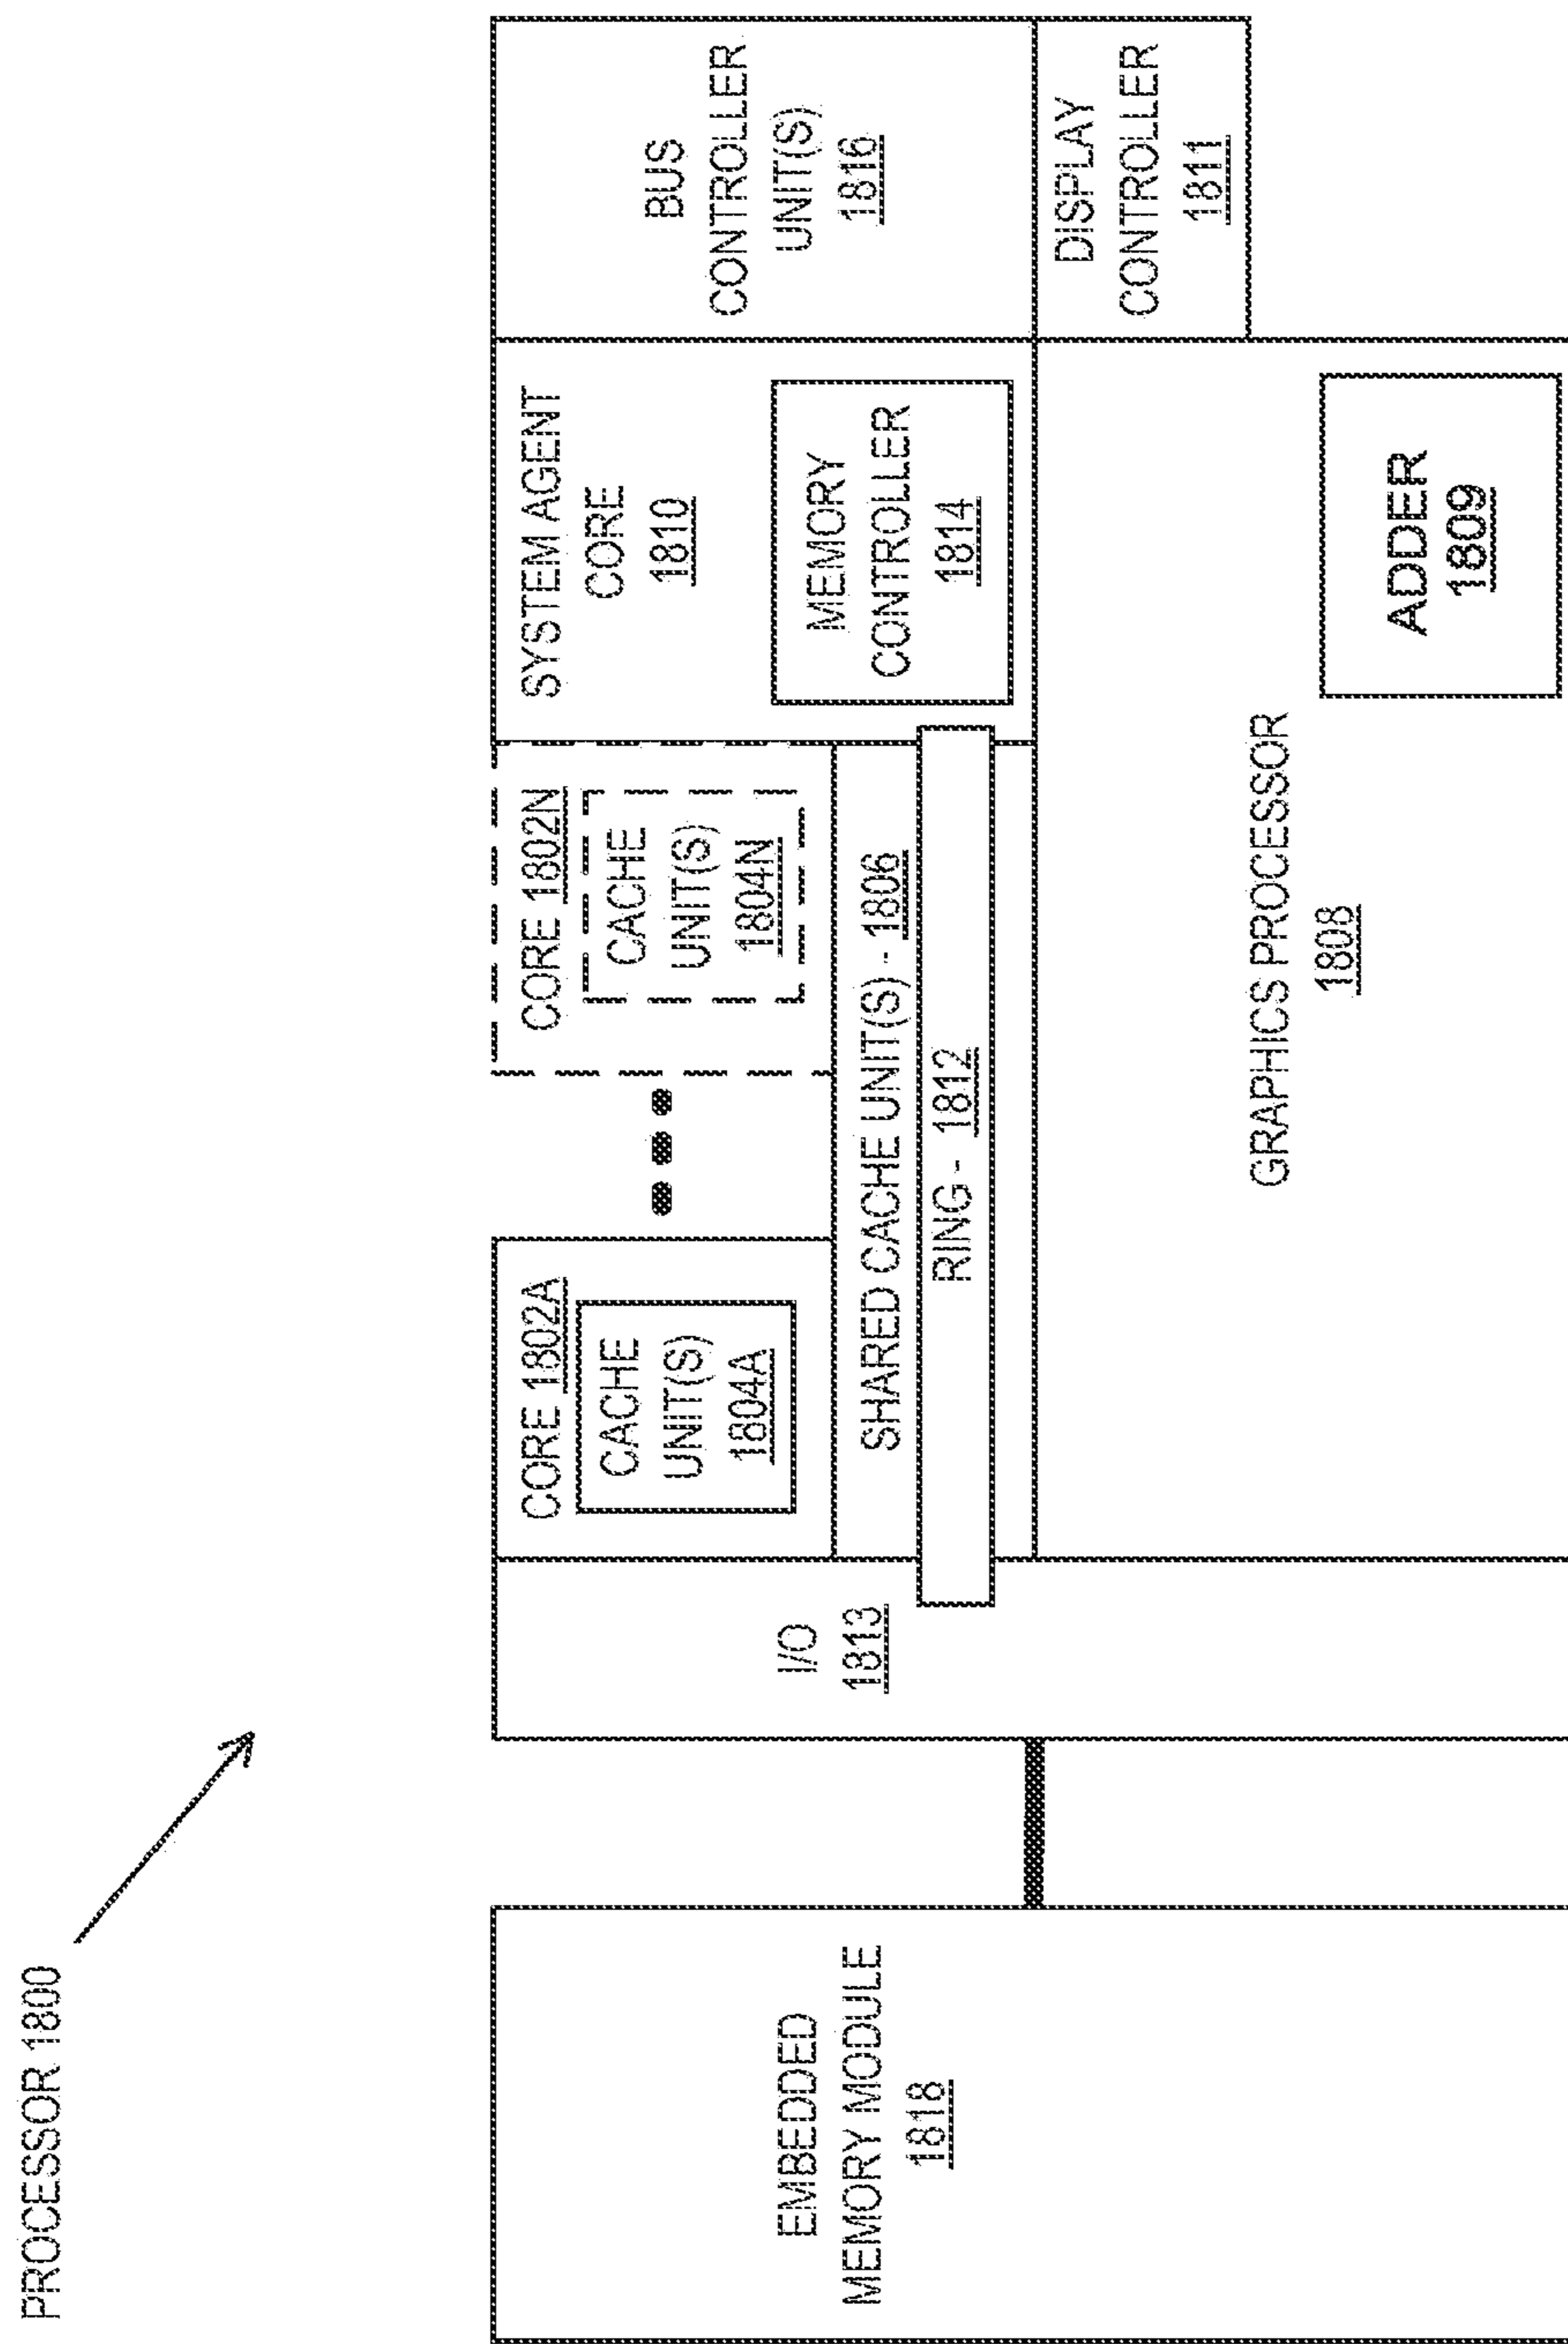 PROCESSOR 1800
EMBEDDED
MEMORY MODULE
1818
I/O
1813
CORE 1802A
CACHE
UNIT(S)
1804A
CORE 1802N
CACHE
UNIT(S)
1804N
SHARED CACHE UNIT(S) - 1806
RING - 1812
SYSTEM AGENT
CORE
1810
MEMORY
CONTROLLER
1814
BUS
CONTROLLER
UNIT(S)
1816
DISPLAY
CONTROLLER
1811
GRAPHICS PROCESSOR
1808
ADDER
1809